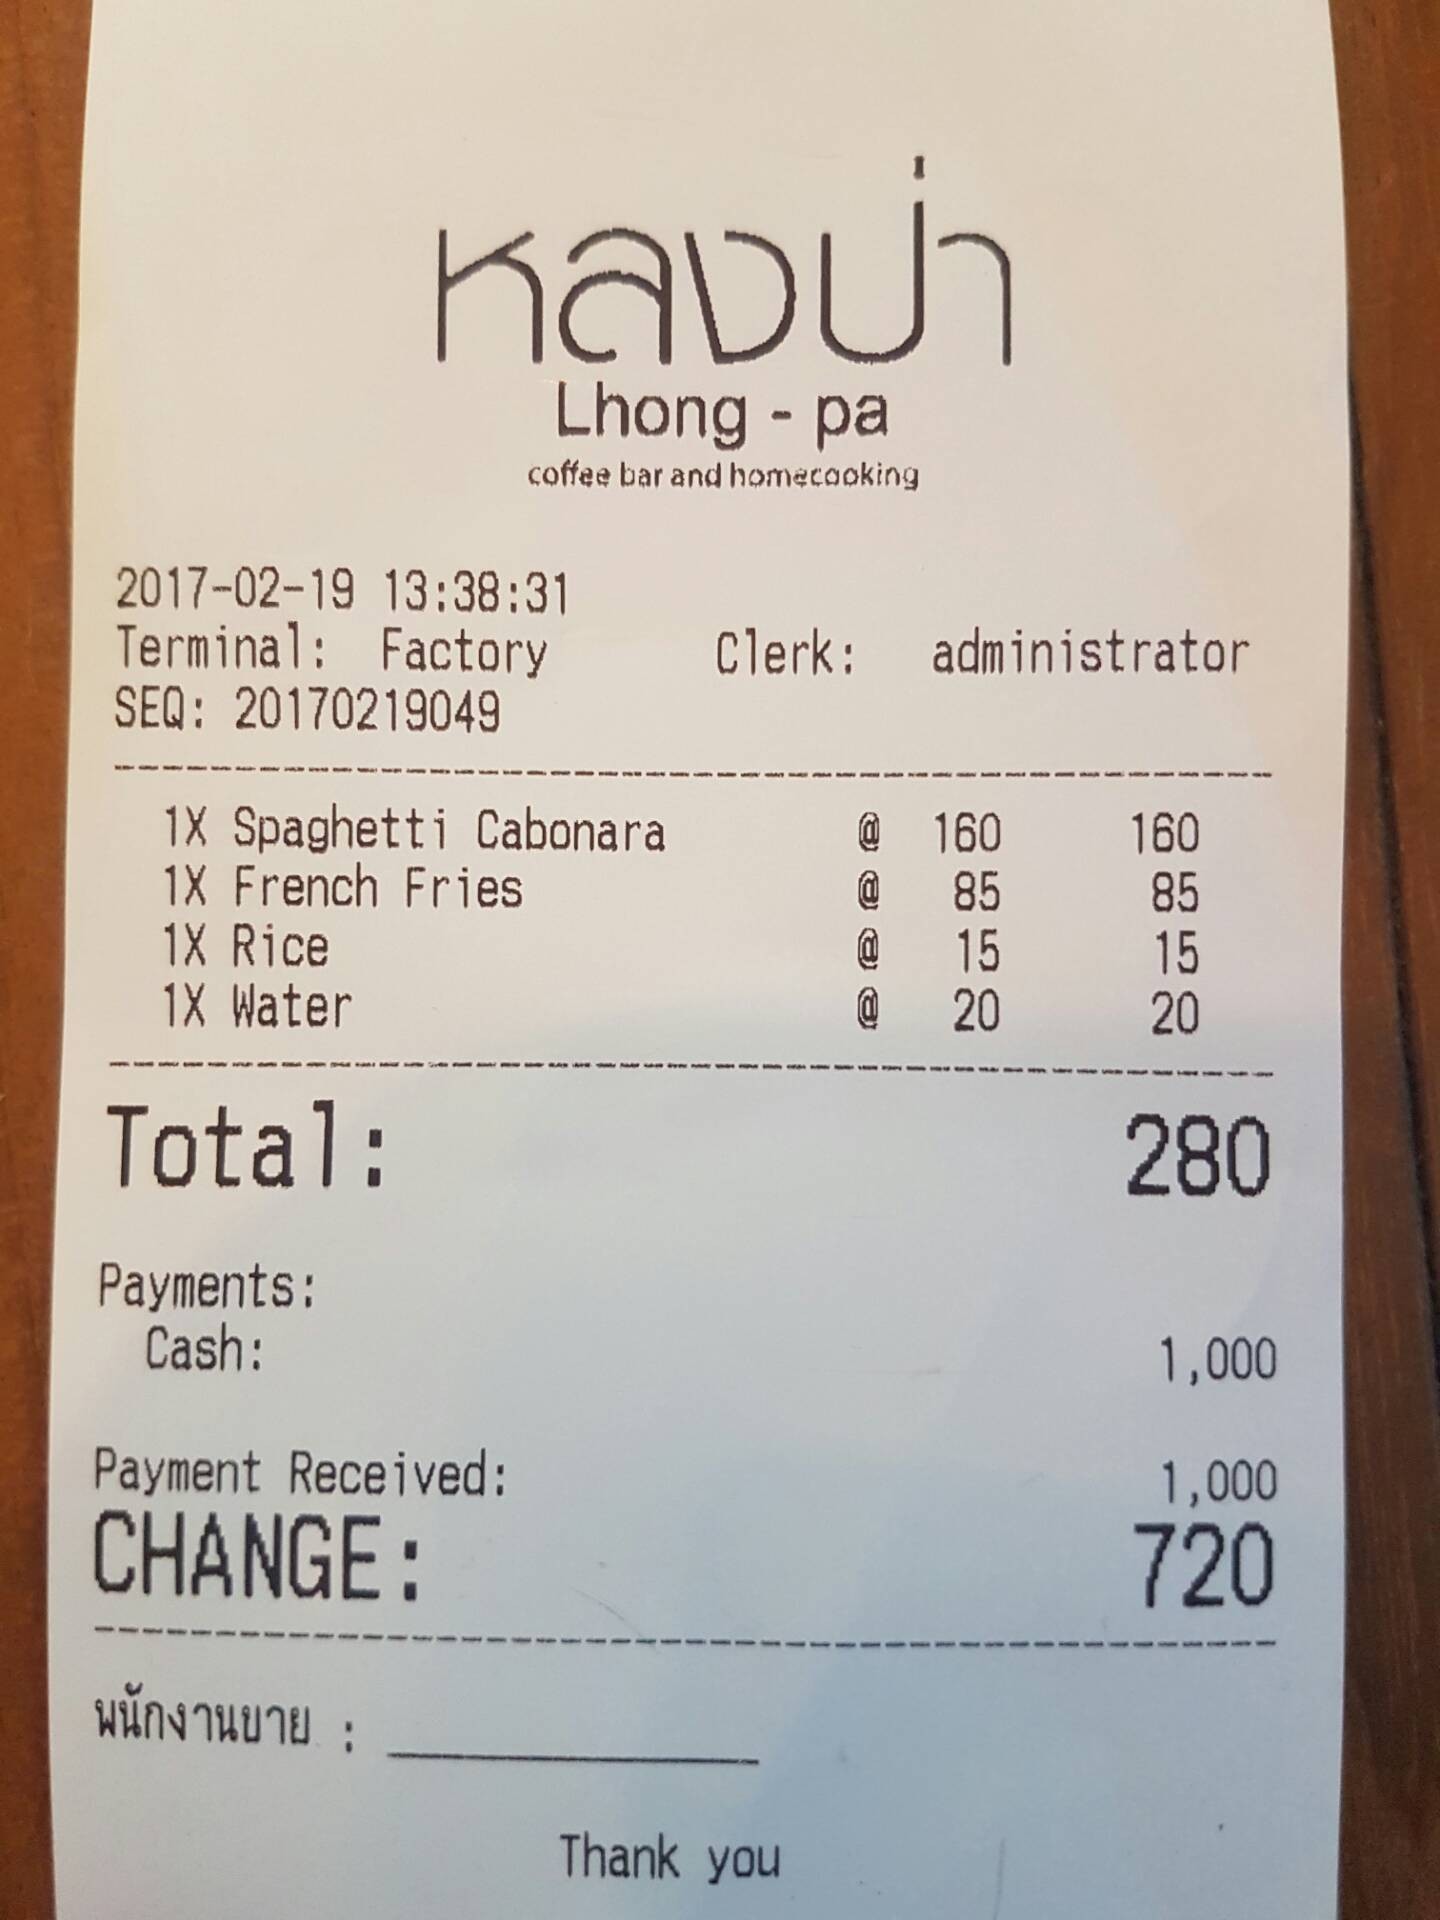 หลงป่า
Lhong - pa
coffee bar and homecooking
2017-02-19 13:38:31
Terminal: Factory Clerk: administrator
SEQ: 20170219049
1X Spaghetti Cabonara @ 160 160
1X French Fries @ 85 85
1X Rice @ 15 15
1X Water @ 20 20
Total: 280
Payments:
Cash: 1,000
Payment Received: 1,000
CHANGE: 720
พนักงานขาย : ____________
Thank you